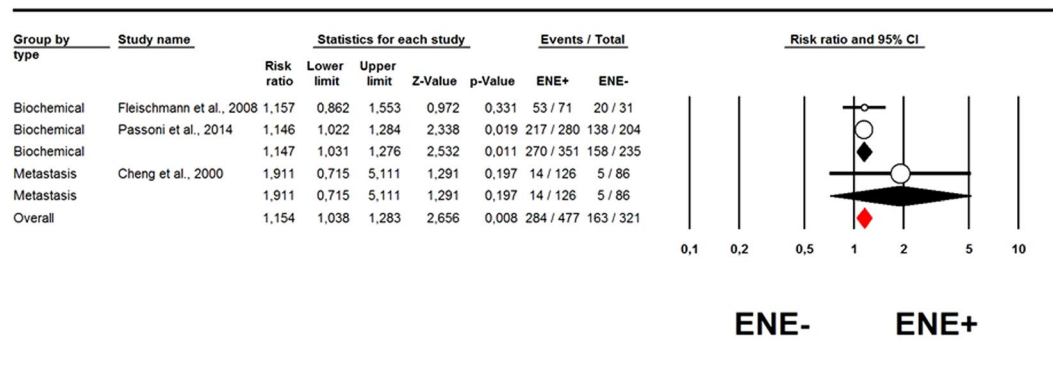 Group by type Study name Statistics for each study Events / Total Risk ratio and 95% CI
Risk ratio Lower limit Upper limit Z-Value p-Value ENE+ ENE-
Biochemical Fleischmann et al., 2008 1,157 0,862 1,553 0,972 0,331 53 / 71 20 / 31
Biochemical Passoni et al., 2014 1,146 1,022 1,284 2,338 0,019 217 / 280 138 / 204
Biochemical 1,147 1,031 1,276 2,532 0,011 270 / 351 158 / 235
Metastasis Cheng et al., 2000 1,911 0,715 5,111 1,291 0,197 14 / 126 5 / 86
Metastasis 1,911 0,715 5,111 1,291 0,197 14 / 126 5 / 86
Overall 1,154 1,038 1,283 2,656 0,008 284 / 477 163 / 321
0,1 0,2 0,5 1 2 5 10
ENE- ENE+